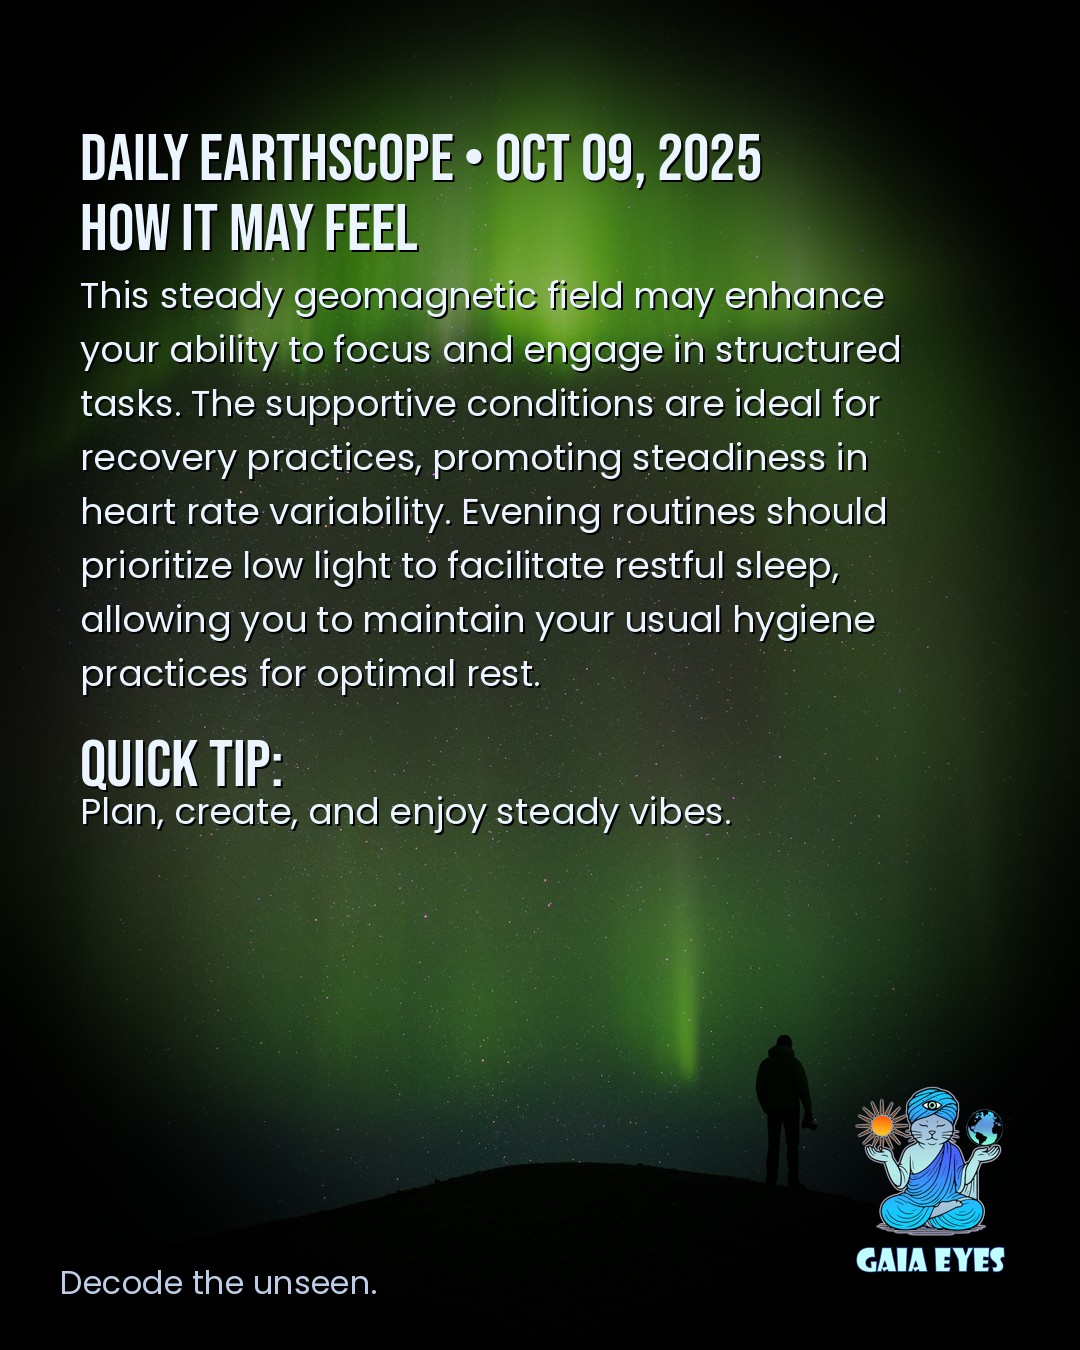 DAILY EARTHSCOPE • OCT 09, 2025
HOW IT MAY FEEL
This steady geomagnetic field may enhance
your ability to focus and engage in structured
tasks. The supportive conditions are ideal for
recovery practices, promoting steadiness in
heart rate variability. Evening routines should
prioritize low light to facilitate restful sleep,
allowing you to maintain your usual hygiene
practices for optimal rest.
QUICK TIP:
Plan, create, and enjoy steady vibes.
GAIA EYES
Decode the unseen.